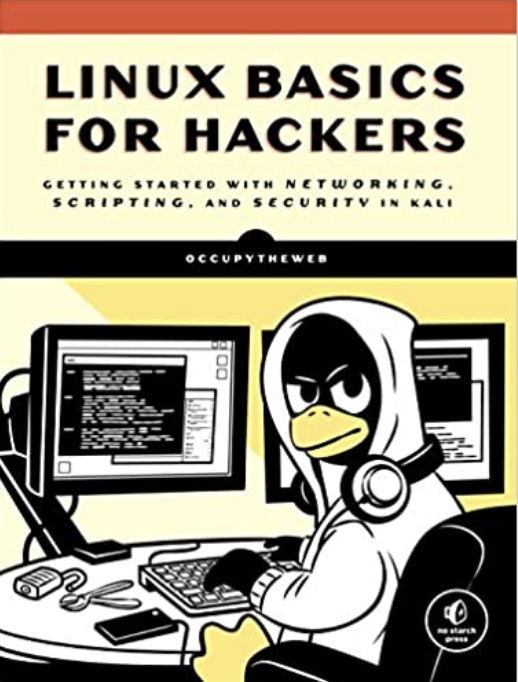 LINUX BASICS
FOR HACKERS
GETTING STARTED WITH NETWORKING,
SCRIPTING, AND SECURITY IN KALI
OCCUPYTHEWEB
no starch
press